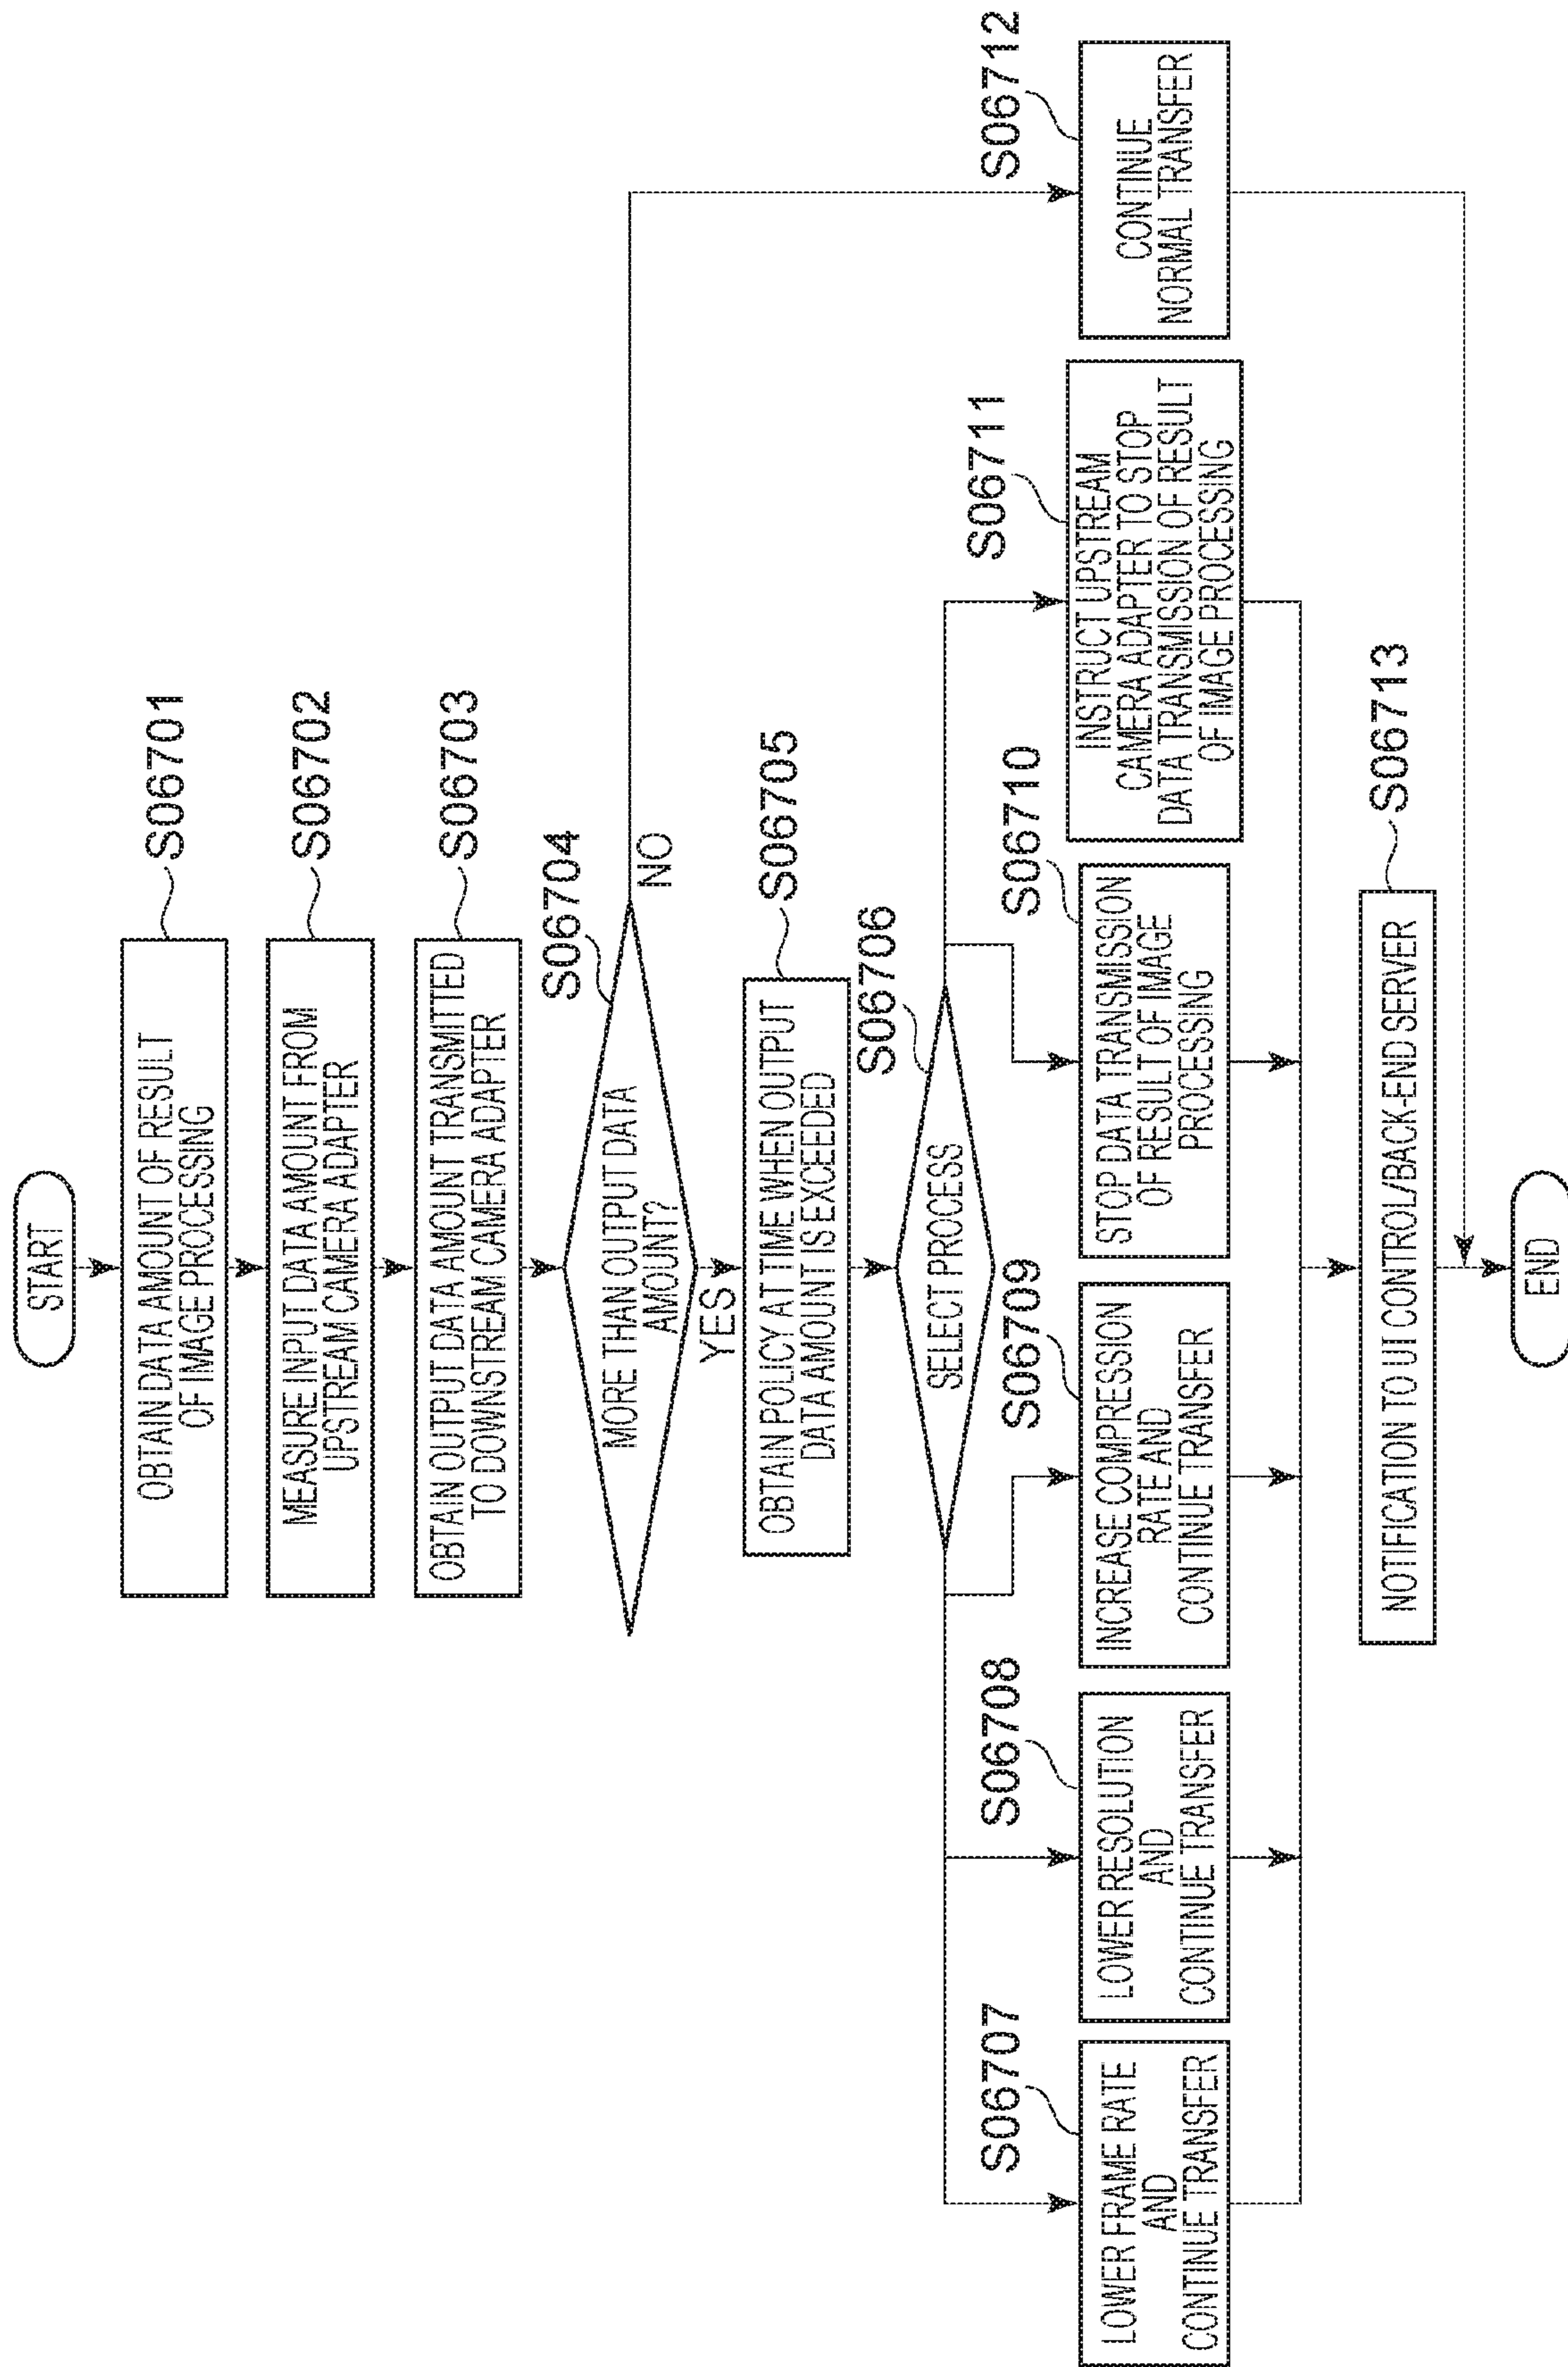 START
OBTAIN DATA AMOUNT OF RESULT
OF IMAGE PROCESSING
S06701
MEASURE INPUT DATA AMOUNT FROM
UPSTREAM CAMERA ADAPTER
S06702
OBTAIN OUTPUT DATA AMOUNT TRANSMITTED
TO DOWNSTREAM CAMERA ADAPTER
S06703
S06704
MORE THAN OUTPUT DATA
AMOUNT?
NO
YES
OBTAIN POLICY AT TIME WHEN OUTPUT
DATA AMOUNT IS EXCEEDED
S06705
S06706
SELECT PROCESS
S06707
LOWER FRAME RATE
AND
CONTINUE TRANSFER
S06708
LOWER RESOLUTION
AND
CONTINUE TRANSFER
S06709
INCREASE COMPRESSION
RATE AND
CONTINUE TRANSFER
S06710
STOP DATA TRANSMISSION
OF RESULT OF IMAGE
PROCESSING
S06711
INSTRUCT UPSTREAM
CAMERA ADAPTER TO STOP
DATA TRANSMISSION OF RESULT
OF IMAGE PROCESSING
S06712
CONTINUE
NORMAL TRANSFER
NOTIFICATION TO UI CONTROL/BACK-END SERVER
S06713
END